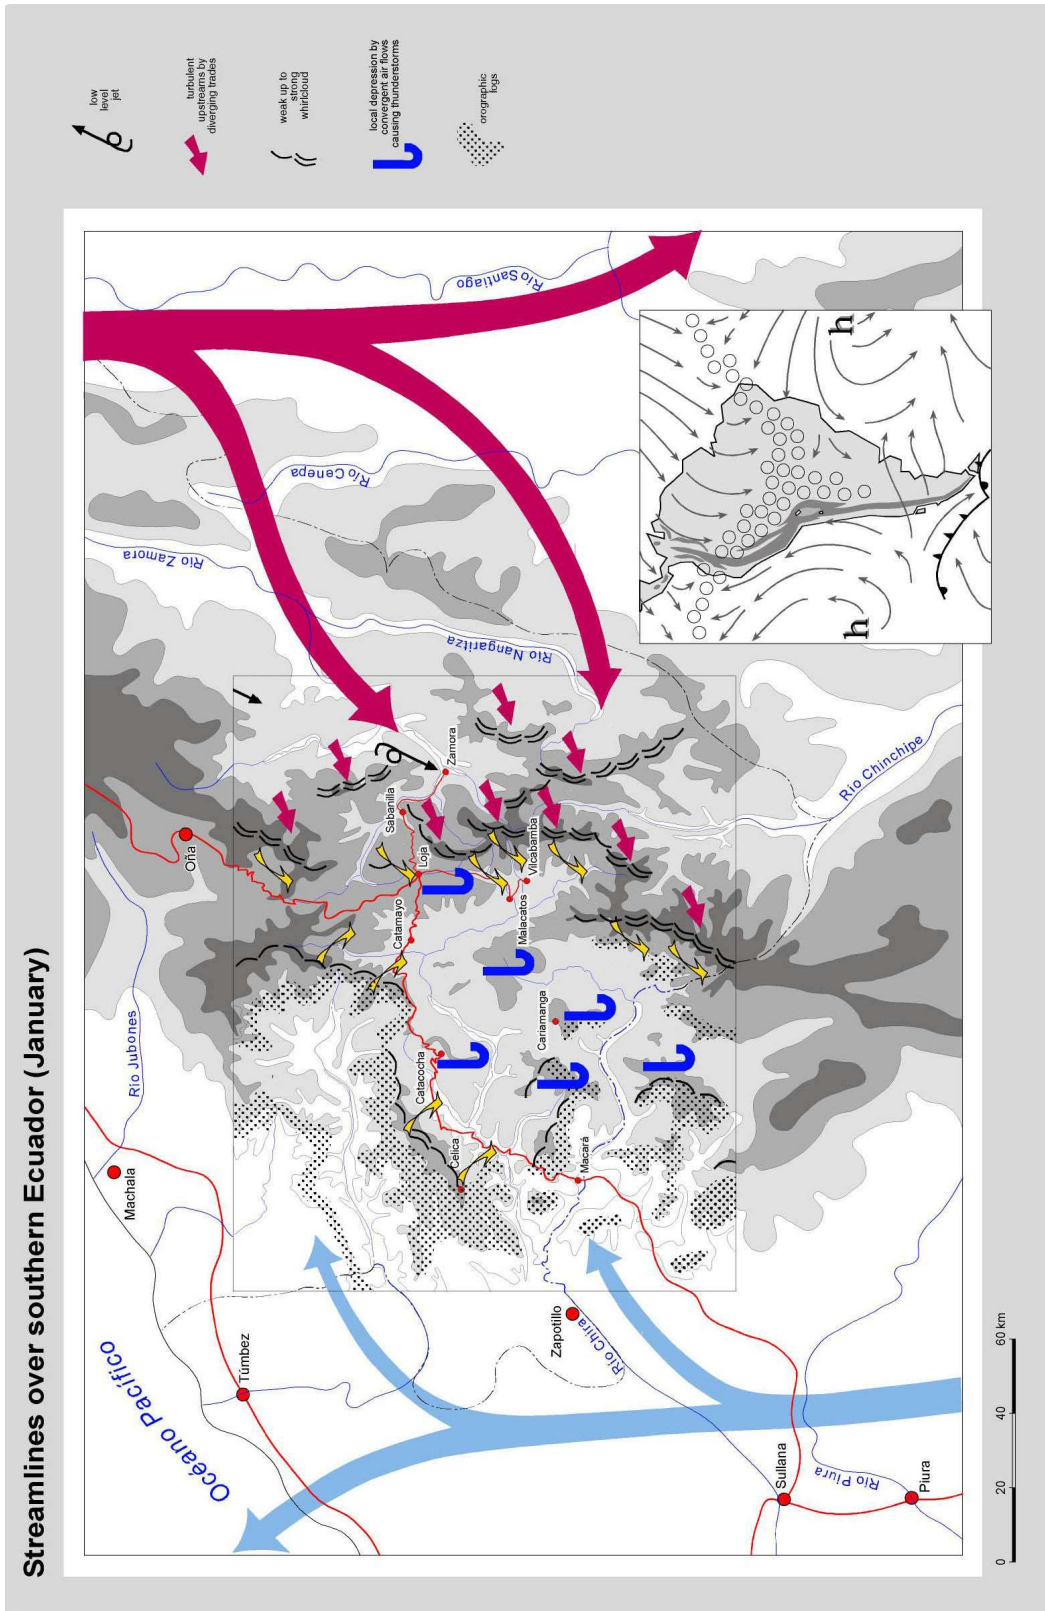 Streamlines over southern Ecuador (January)
low
level
jet
turbulent
upstreams by
diverging trades
weak up to
strong
whirlcloud
local depression by
convergent air flows
causing thunderstorms
orographic
fogs
Océano Pacífico
Machala
Túmbez
Río Jubones
Oña
Río Zamora
Río Cenepa
Río Santiago
Río Nangaritza
Zamora
Sabanilla
Loja
Catamayo
Vilcabamba
Malacatos
Catacocha
Cariamanga
Celica
Macará
Zapotillo
Río Chira
Río Chinchipe
Sullana
Río Piura
Piura
h
h
0
20
40
60 km